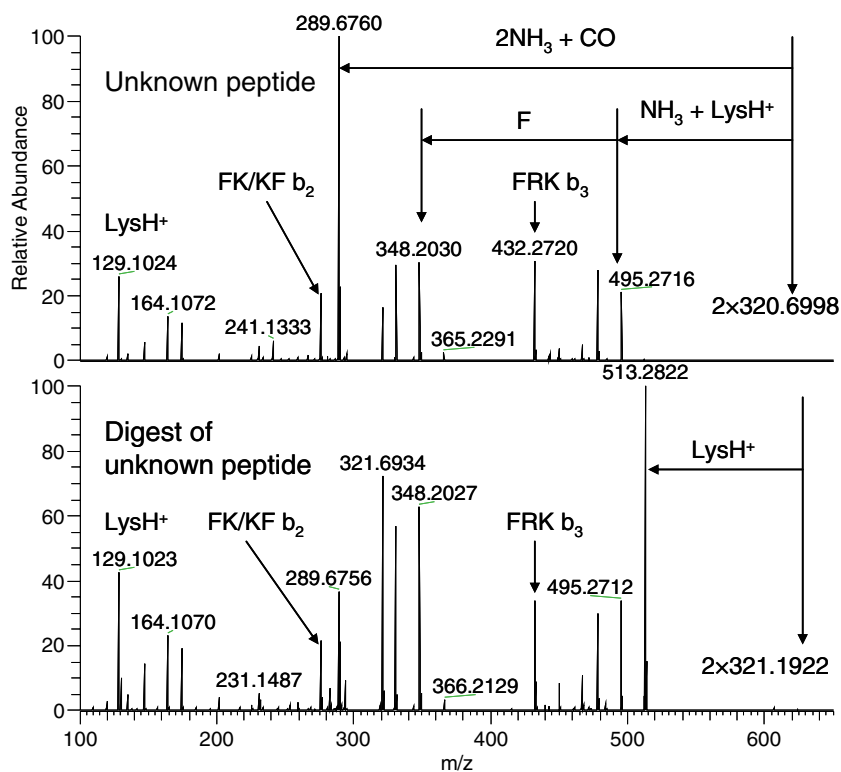 289.6760
100
2NH₃ + CO
Unknown peptide
80
F
NH₃ + LysH⁺
60
FK/KF b₂
FRK b₃
LysH⁺
40
348.2030
432.2720
129.1024
495.2716
20
164.1072
241.1333
365.2291
2×320.6998
0
Relative Abundance
513.2822
100
Digest of
unknown peptide
80
321.6934
LysH⁺
348.2027
60
LysH⁺
FK/KF b₂
FRK b₃
129.1023
40
289.6756
495.2712
164.1070
20
231.1487
366.2129
2×321.1922
0
100
200
300
400
500
600
m/z